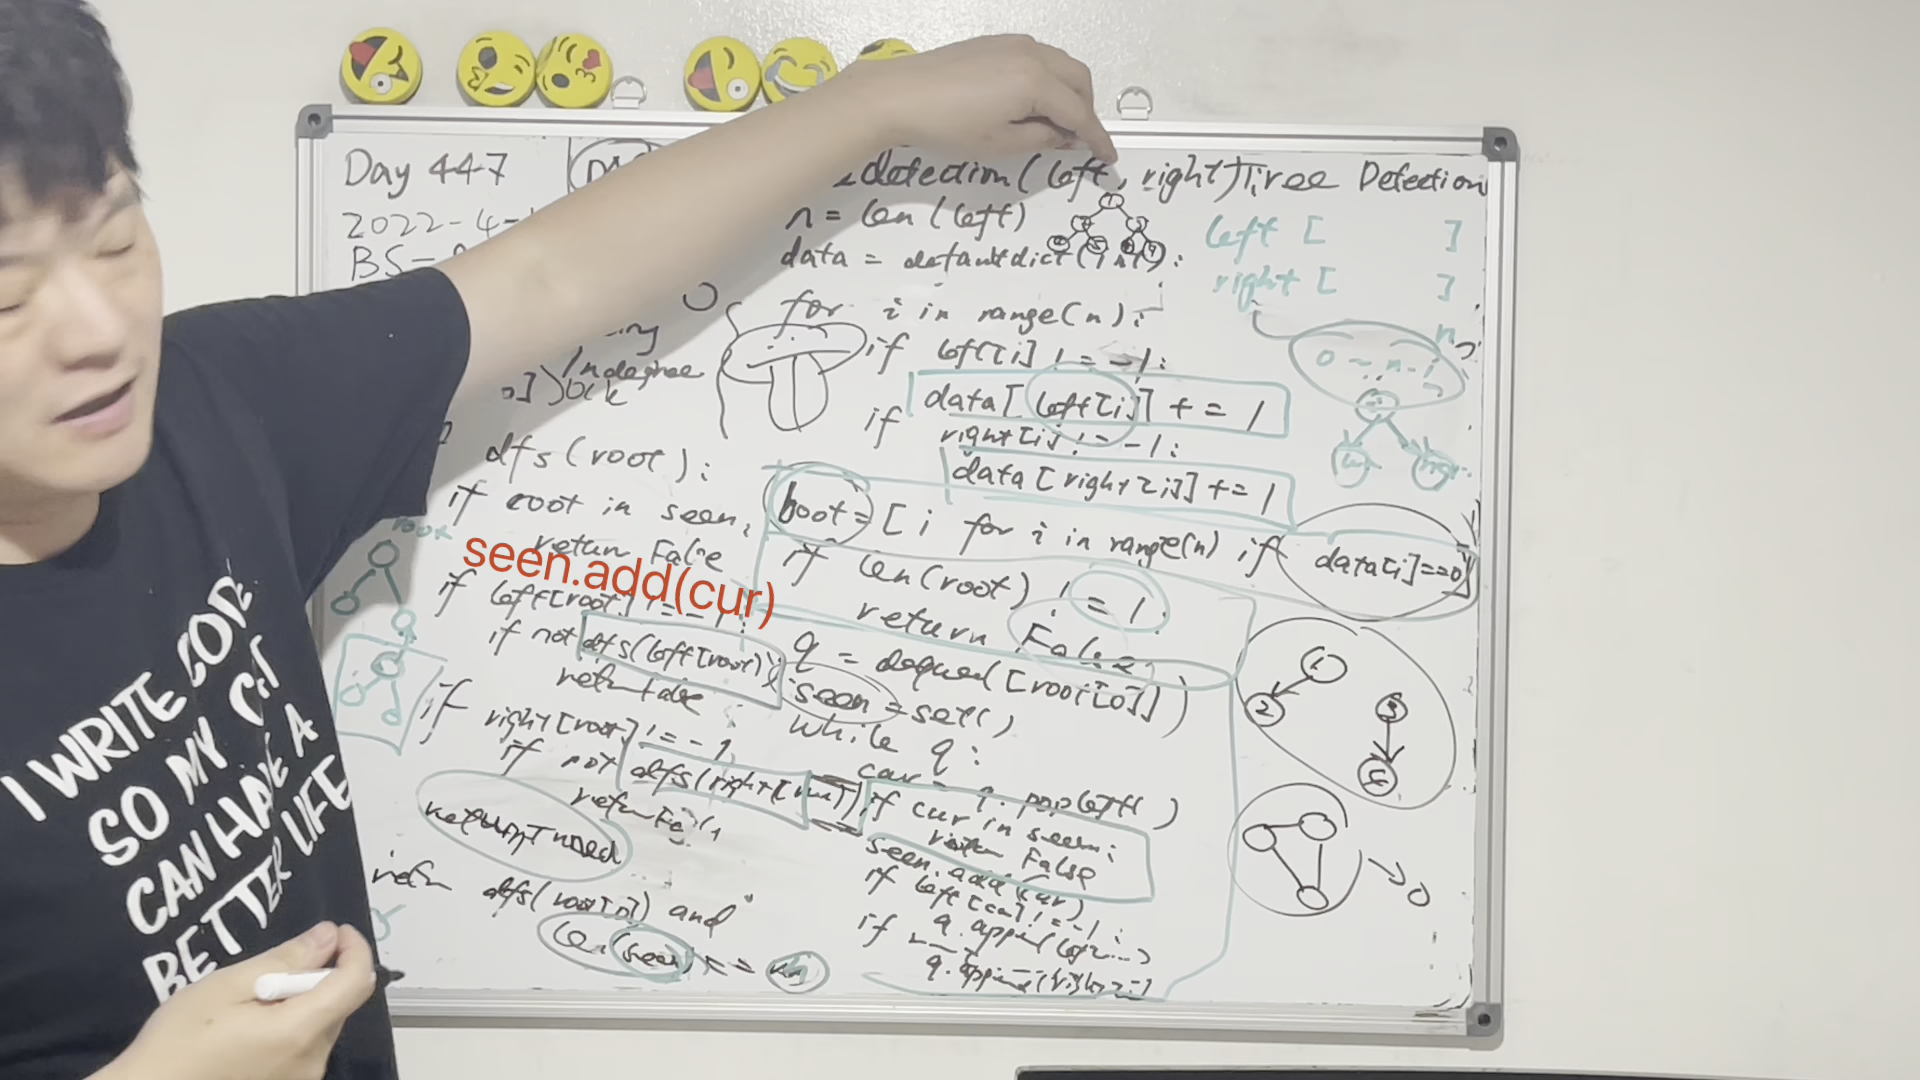 Day 447
2022-4-
BS-
detection(left, right)
Tree Detection
n = len(left)
data = defaultdict(int):
for i in range(n):
if left[i] != -1:
data[left[i]] += 1
if right[i] != -1:
data[right[i]] += 1
left [ ]
right [ ]
n
0 ~ n-1
Indegree
dfs(root):
if root in seen:
return False
seen.add(cur)
if left[root] != -1:
if not dfs(left[root]):
return False
if right[root] != -1
if not dfs(right[root])
return
return dfs(root[0]) and
len(seen) ==
root = [i for i in range(n) if data[i]==0]
if len(root) != 1:
return False
q = deque([root[0]])
seen = set()
while q:
cur = q.popleft()
if cur in seen:
return False
seen.add(cur)
if left[cur] != -1:
q.append(left...)
if
q.append(right[i])
root
1
2
3
I WRITE CODE
SO MY CAT
CAN HAVE A
BETTER LIFE